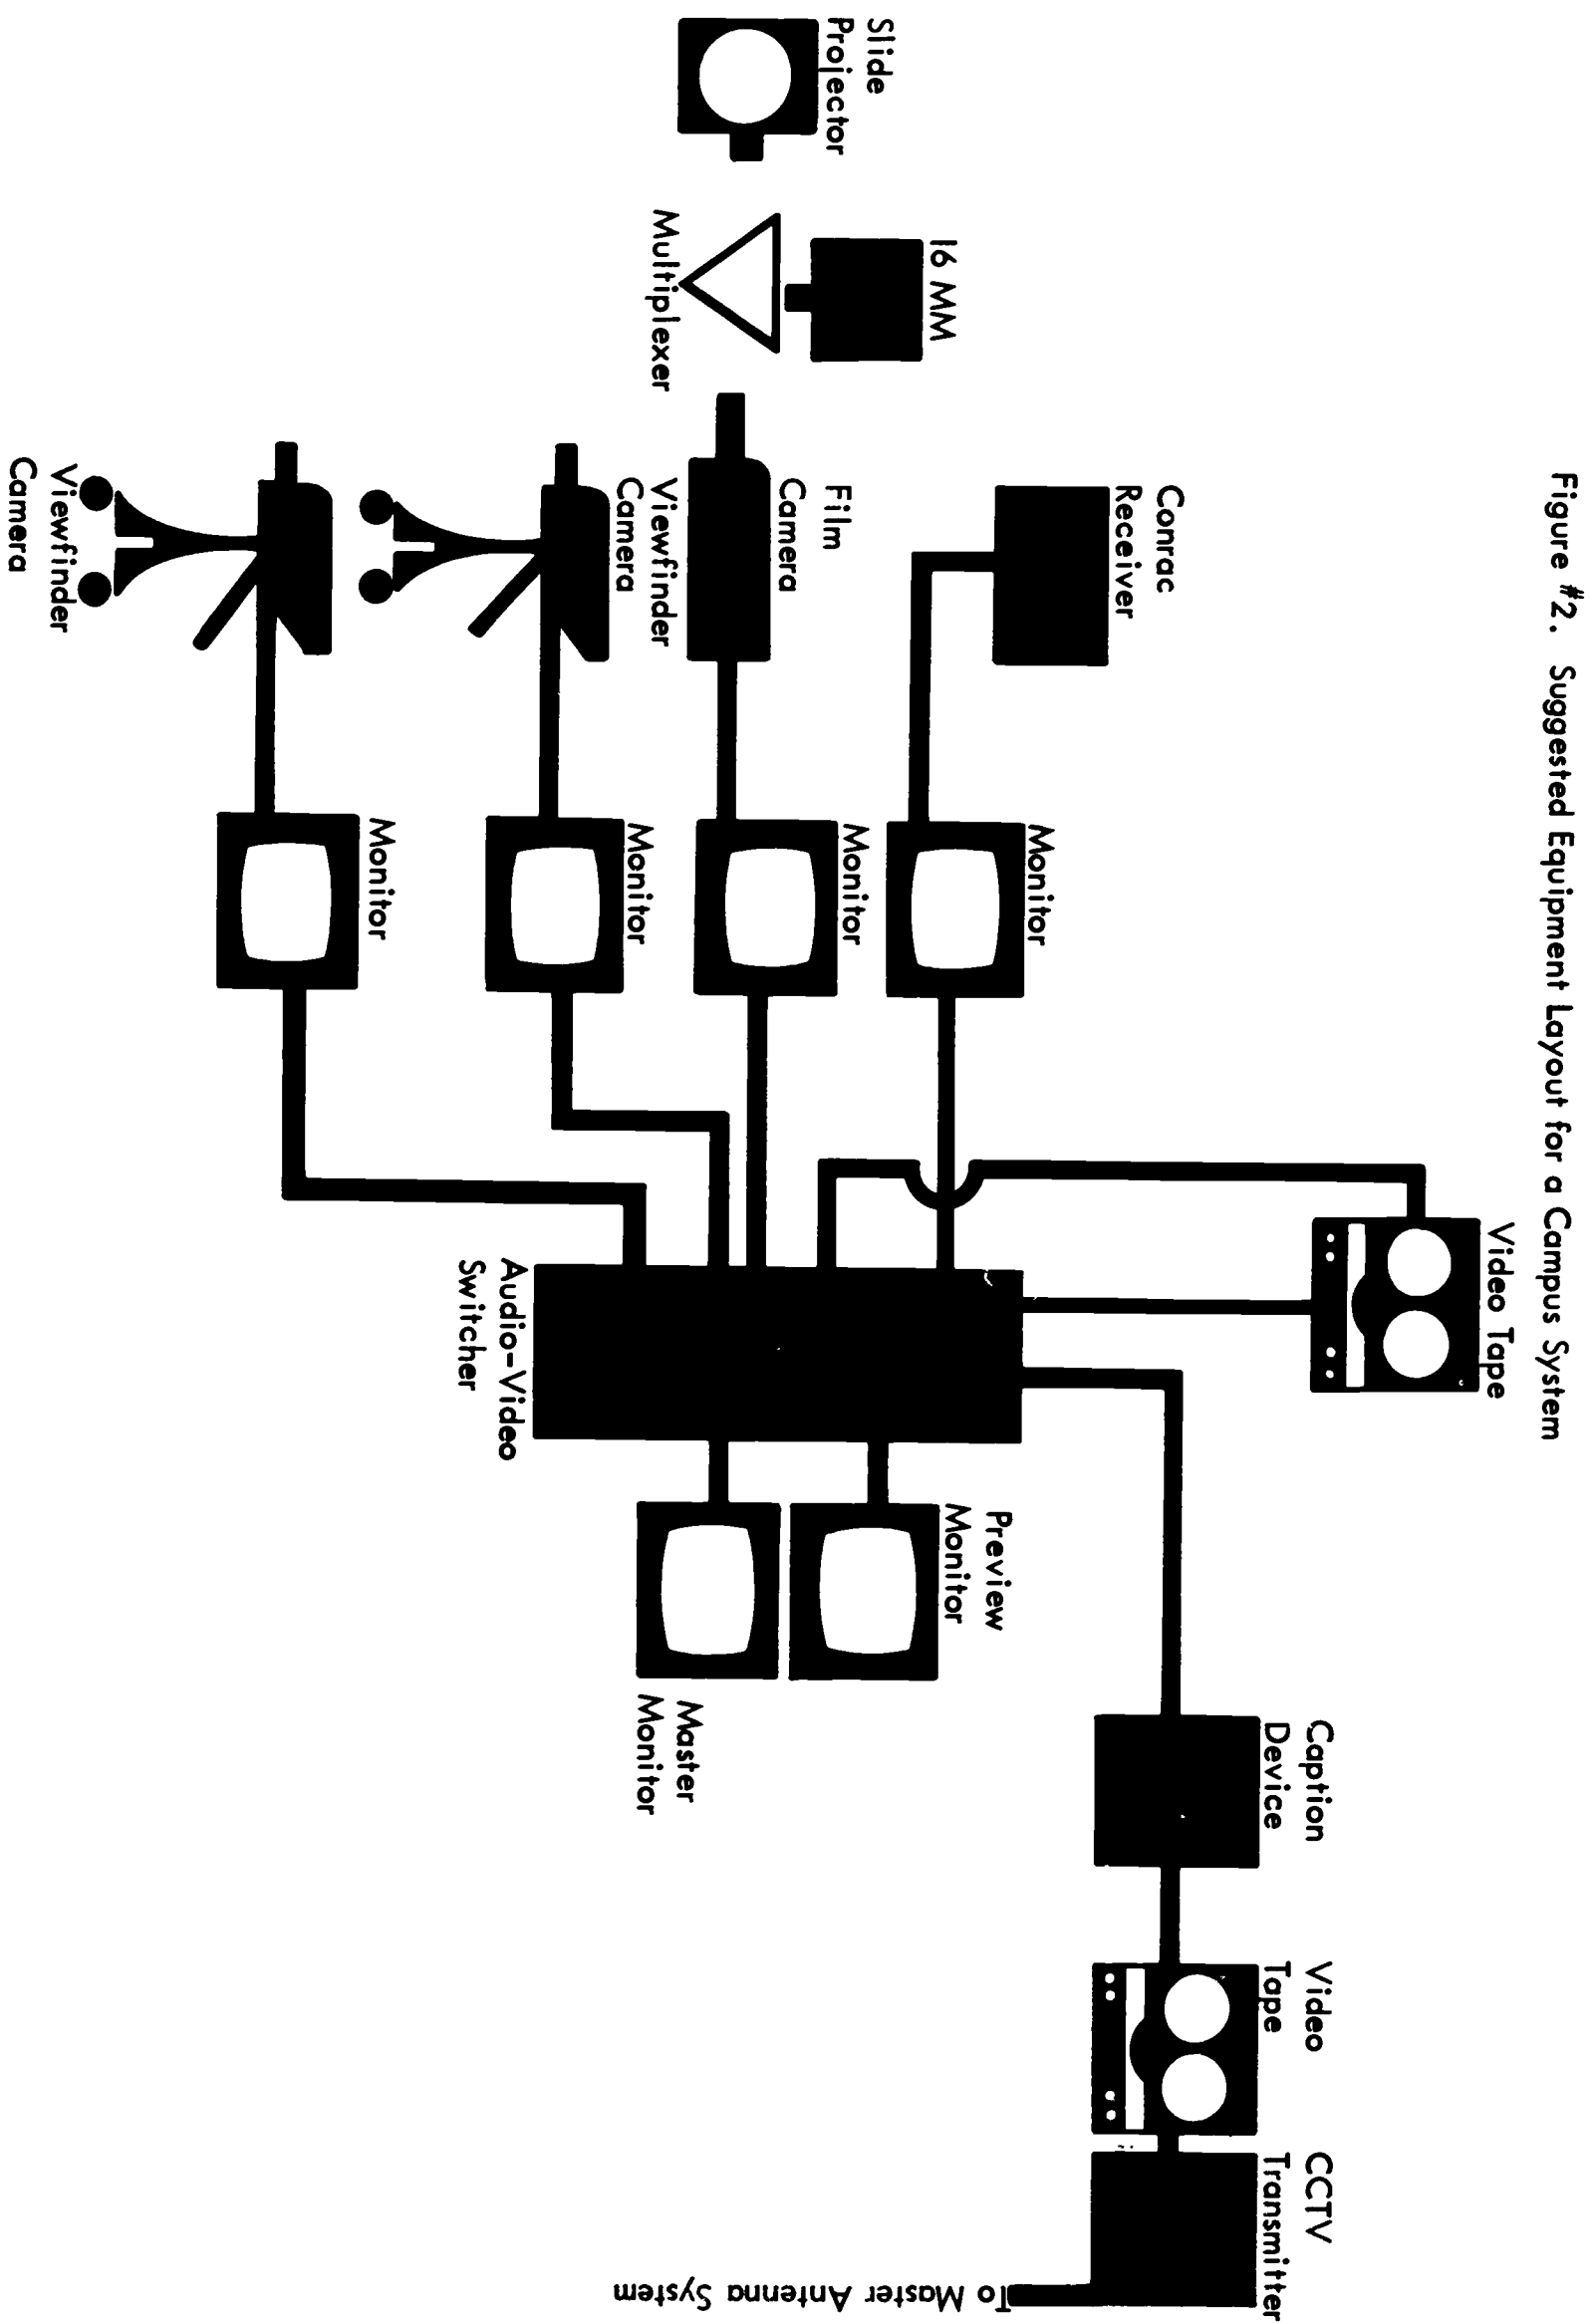 Figure #2. Suggested Equipment Layout for a Campus System
Slide
Projector
16 MM
Multiplexer
Conrac
Receiver
Film
Camera
Viewfinder
Camera
Viewfinder
Camera
Monitor
Monitor
Monitor
Monitor
Video Tape
Audio-Video
Switcher
Preview
Monitor
Master
Monitor
Caption
Device
Video
Tape
CCTV
Transmitter
To Master Antenna System